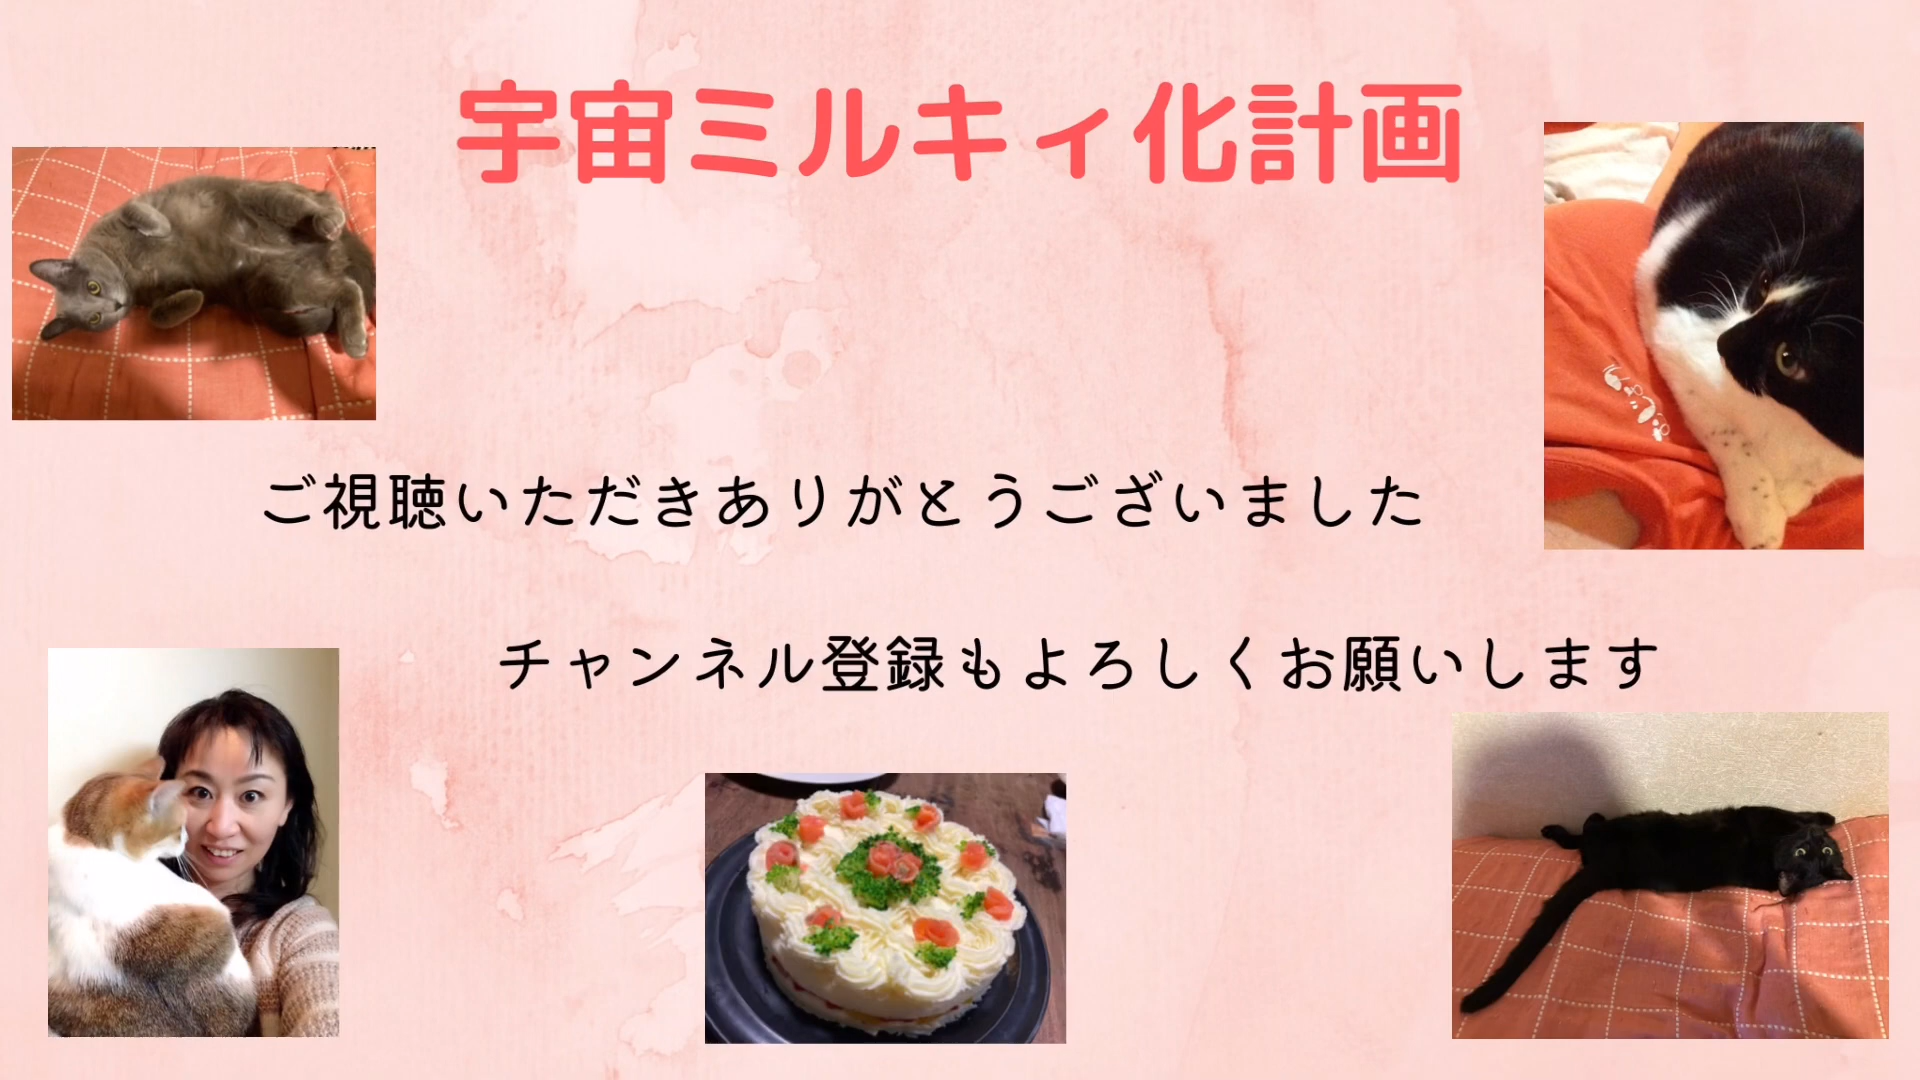 宇宙ミルキィ化計画
ご視聴いただきありがとうございました
チャンネル登録もよろしくお願いします